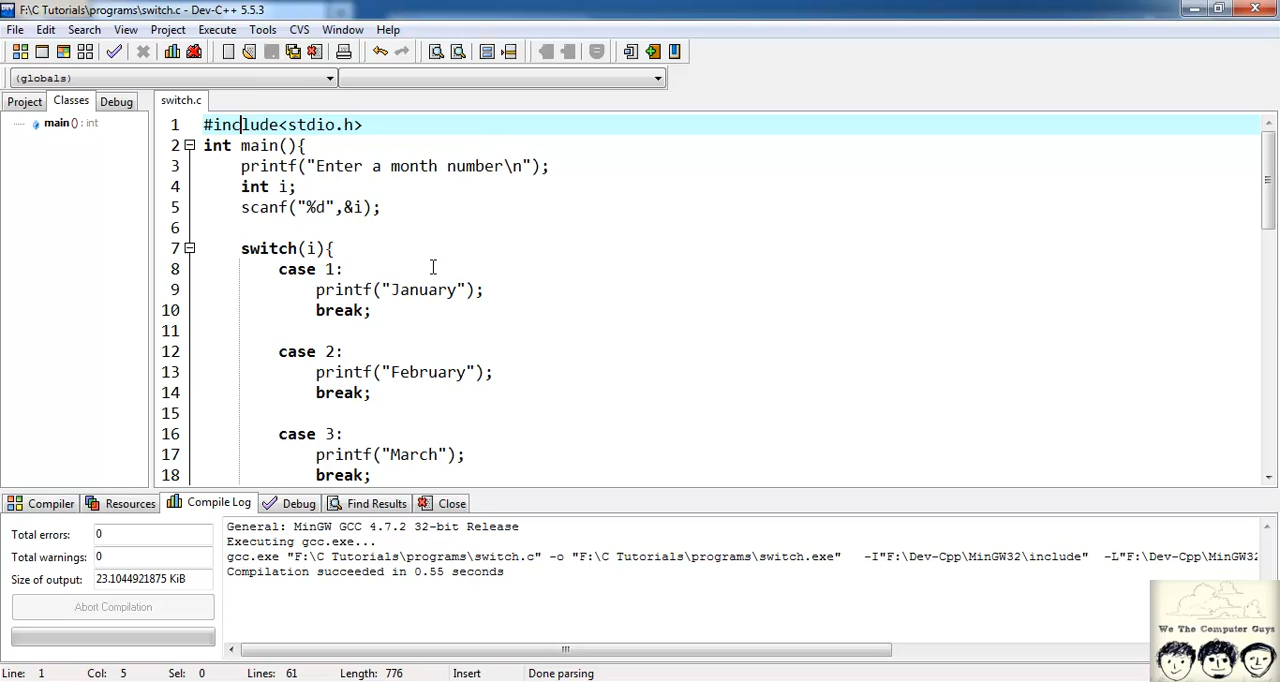 F:\C Tutorials\programs\switch.c - Dev-C++ 5.5.3
File Edit Search View Project Execute Tools CVS Window Help
(globals)
Project Classes Debug
switch.c
main () : int
1 #include<stdio.h>
2 int main(){
3 printf("Enter a month number\n");
4 int i;
5 scanf("%d",&i);
6
7 switch(i){
8 case 1:
9 printf("January");
10 break;
11
12 case 2:
13 printf("February");
14 break;
15
16 case 3:
17 printf("March");
18 break;
Compiler Resources Compile Log Debug Find Results Close
Total errors: 0
Total warnings: 0
Size of output: 23.1044921875 KiB
Abort Compilation
General: MinGW GCC 4.7.2 32-bit Release
Executing gcc.exe...
gcc.exe "F:\C Tutorials\programs\switch.c" -o "F:\C Tutorials\programs\switch.exe" -I"F:\Dev-Cpp\MinGW32\include" -L"F:\Dev-Cpp\MinGW32
Compilation succeeded in 0.55 seconds
We The Computer Guys
Line: 1 Col: 5 Sel: 0 Lines: 61 Length: 776 Insert Done parsing